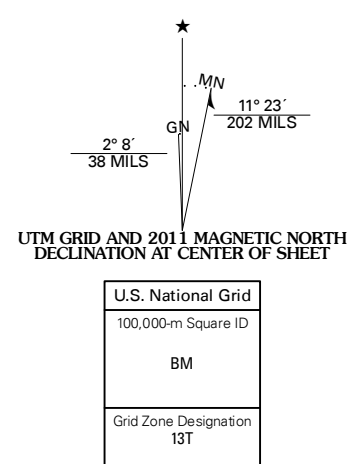 ★
MN
11° 23´
202 MILS
GN
2° 8´
38 MILS
UTM GRID AND 2011 MAGNETIC NORTH
DECLINATION AT CENTER OF SHEET
U.S. National Grid
100,000-m Square ID
BM
Grid Zone Designation
13T